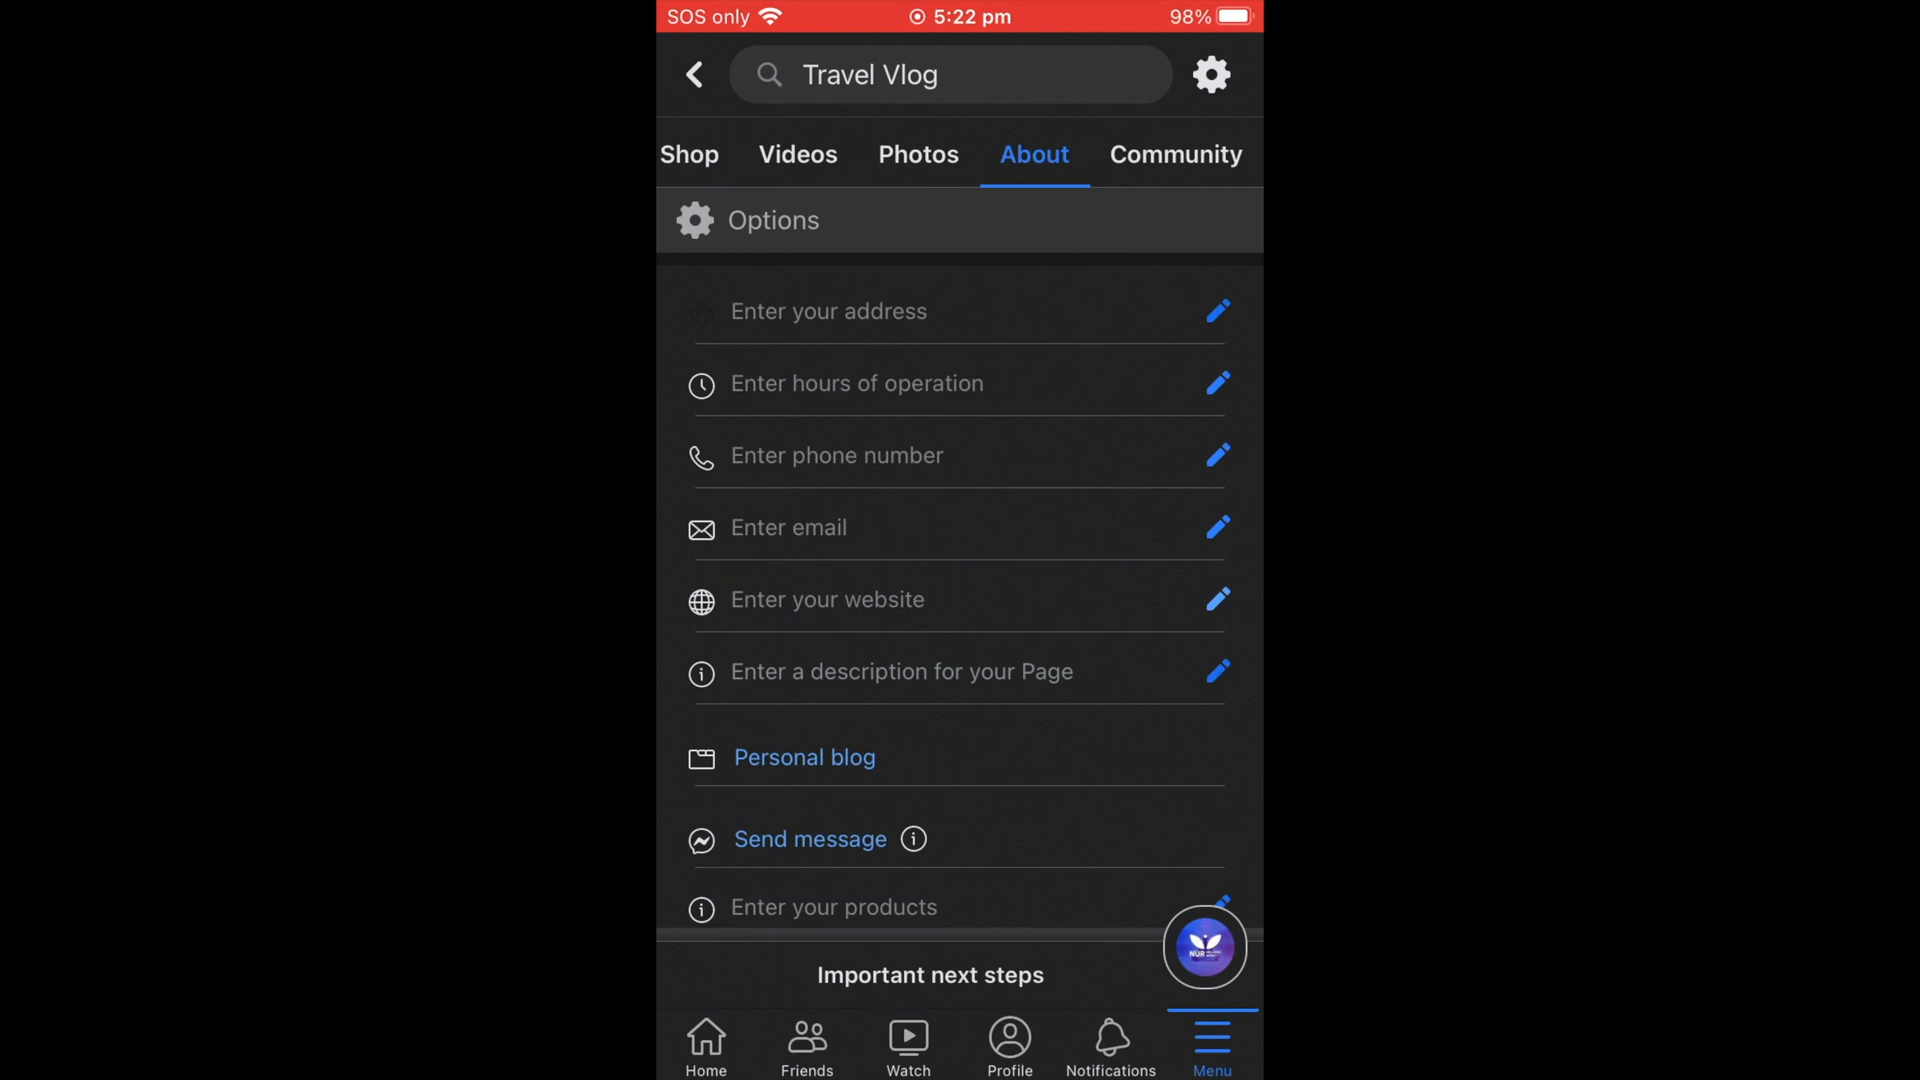 SOS only 5:22 pm 98%
Travel Vlog
Shop Videos Photos About Community
Options
Enter your address
Enter hours of operation
Enter phone number
Enter email
Enter your website
Enter a description for your Page
Personal blog
Send message
Enter your products
NUR
Important next steps
Home Friends Watch Profile Notifications Menu